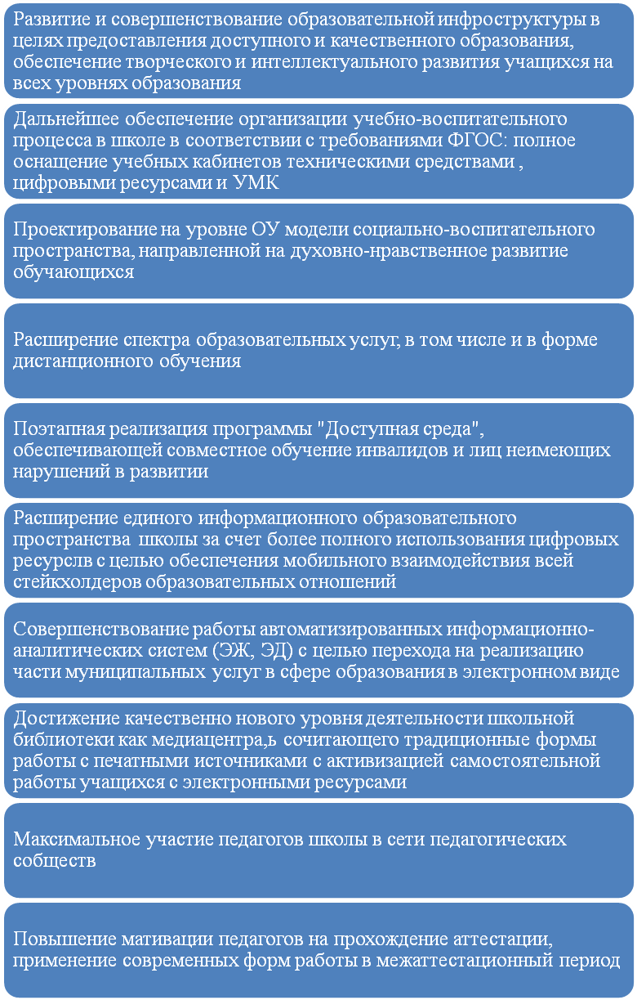 Развитие и совершенствование образовательной инфроструктуры в
целях предоставления доступного и качественного образования,
обеспечение творческого и интеллектуального развития учащихся на
всех уровнях образования
Дальнейшее обеспечение организации учебно-воспитательного
процесса в школе в соответствии с требованиями ФГОС: полное
оснащение учебных кабинетов техническими средствами ,
цифровыми ресурсами и УМК
Проектирование на уровне ОУ модели социально-воспитательного
пространства, направленной на духовно-нравственное развитие
обучающихся
Расширение спектра образовательных услуг, в том числе и в форме
дистанционного обучения
Поэтапная реализация программы "Доступная среда",
обеспечивающей совместное обучение инвалидов и лиц неимеющих
нарушений в развитии
Расширение единого информационного образовательного
пространства школы за счет более полного использования цифровых
ресурслв с целью обеспечения мобильного взаимодействия всей
стейкхолдеров образовательных отношений
Совершенствование работы автоматизированных информационно-
аналитических систем (ЭЖ, ЭД) с целью перехода на реализацию
части муниципальных услуг в сфере образования в электронном виде
Достижение качественно нового уровня деятельности школьной
библиотеки как медиацентра,ь сочитающего традиционные формы
работы с печатными источниками с активизацией самостоятельной
работы учащихся с электронными ресурсами
Максимальное участие педагогов школы в сети педагогических
собществ
Повышение мативации педагогов на прохождение аттестации,
применение современных форм работы в межаттестационный период